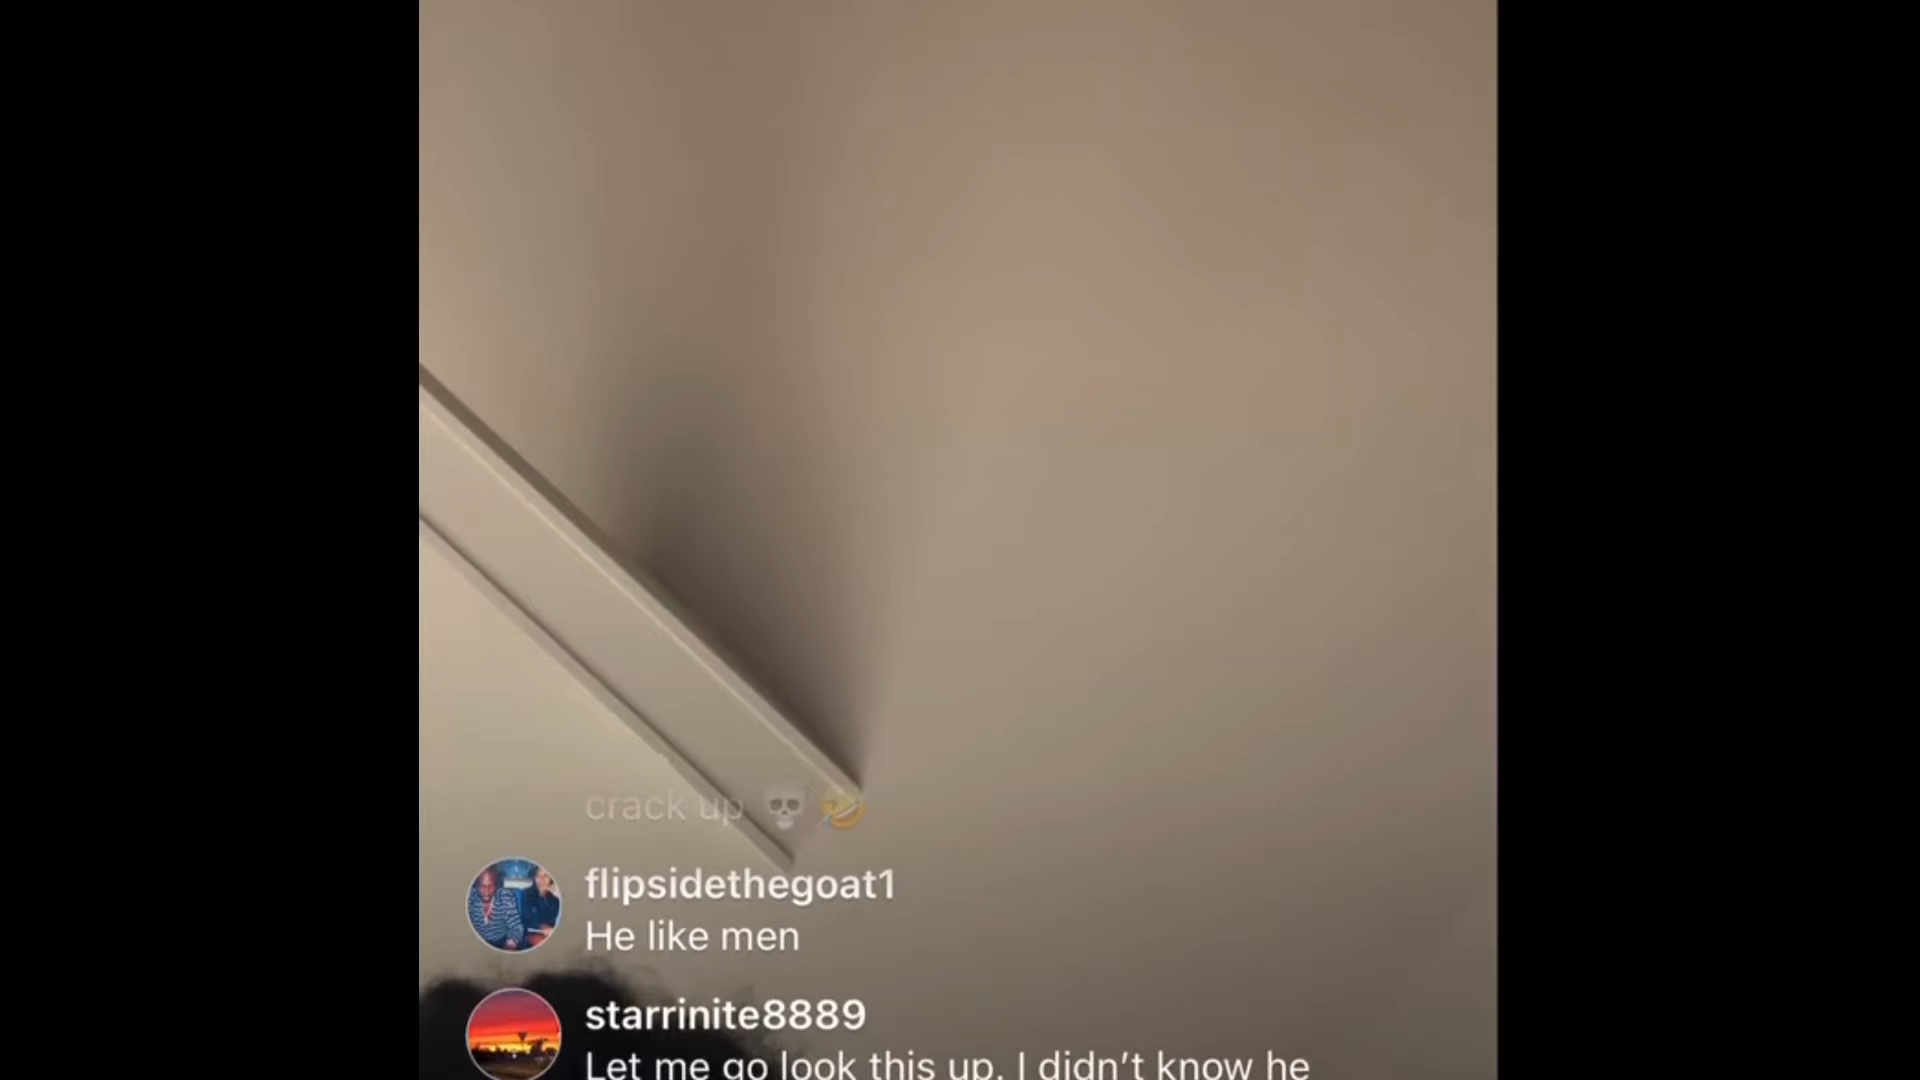 crack up 💀 🤣
flipsidethegoat1
He like men
starrinite8889
Let me go look this up. I didn’t know he